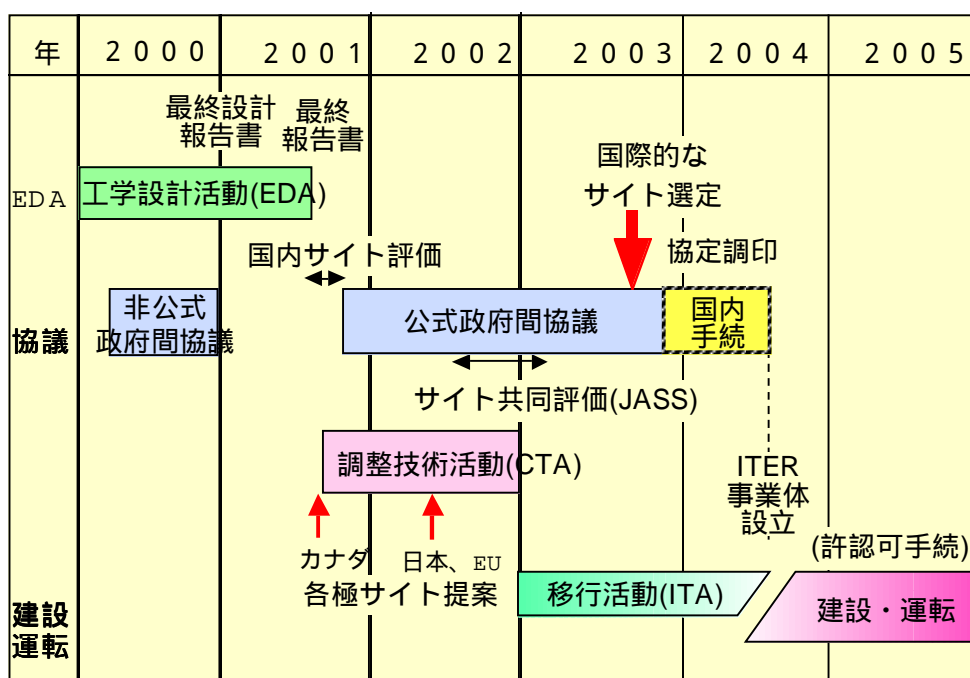 年 2000 2001 2002 2003 2004 2005
最終設計
報告書
最終
報告書
国際的な
サイト選定
EDA
工学設計活動(EDA)
協定調印
国内サイト評価
協議
非公式
政府間協議
公式政府間協議
国内
手続
サイト共同評価(JASS)
調整技術活動(CTA)
ITER
事業体
設立
カナダ
日本、EU
各極サイト提案
(許認可手続)
建設
運転
移行活動(ITA)
建設・運転